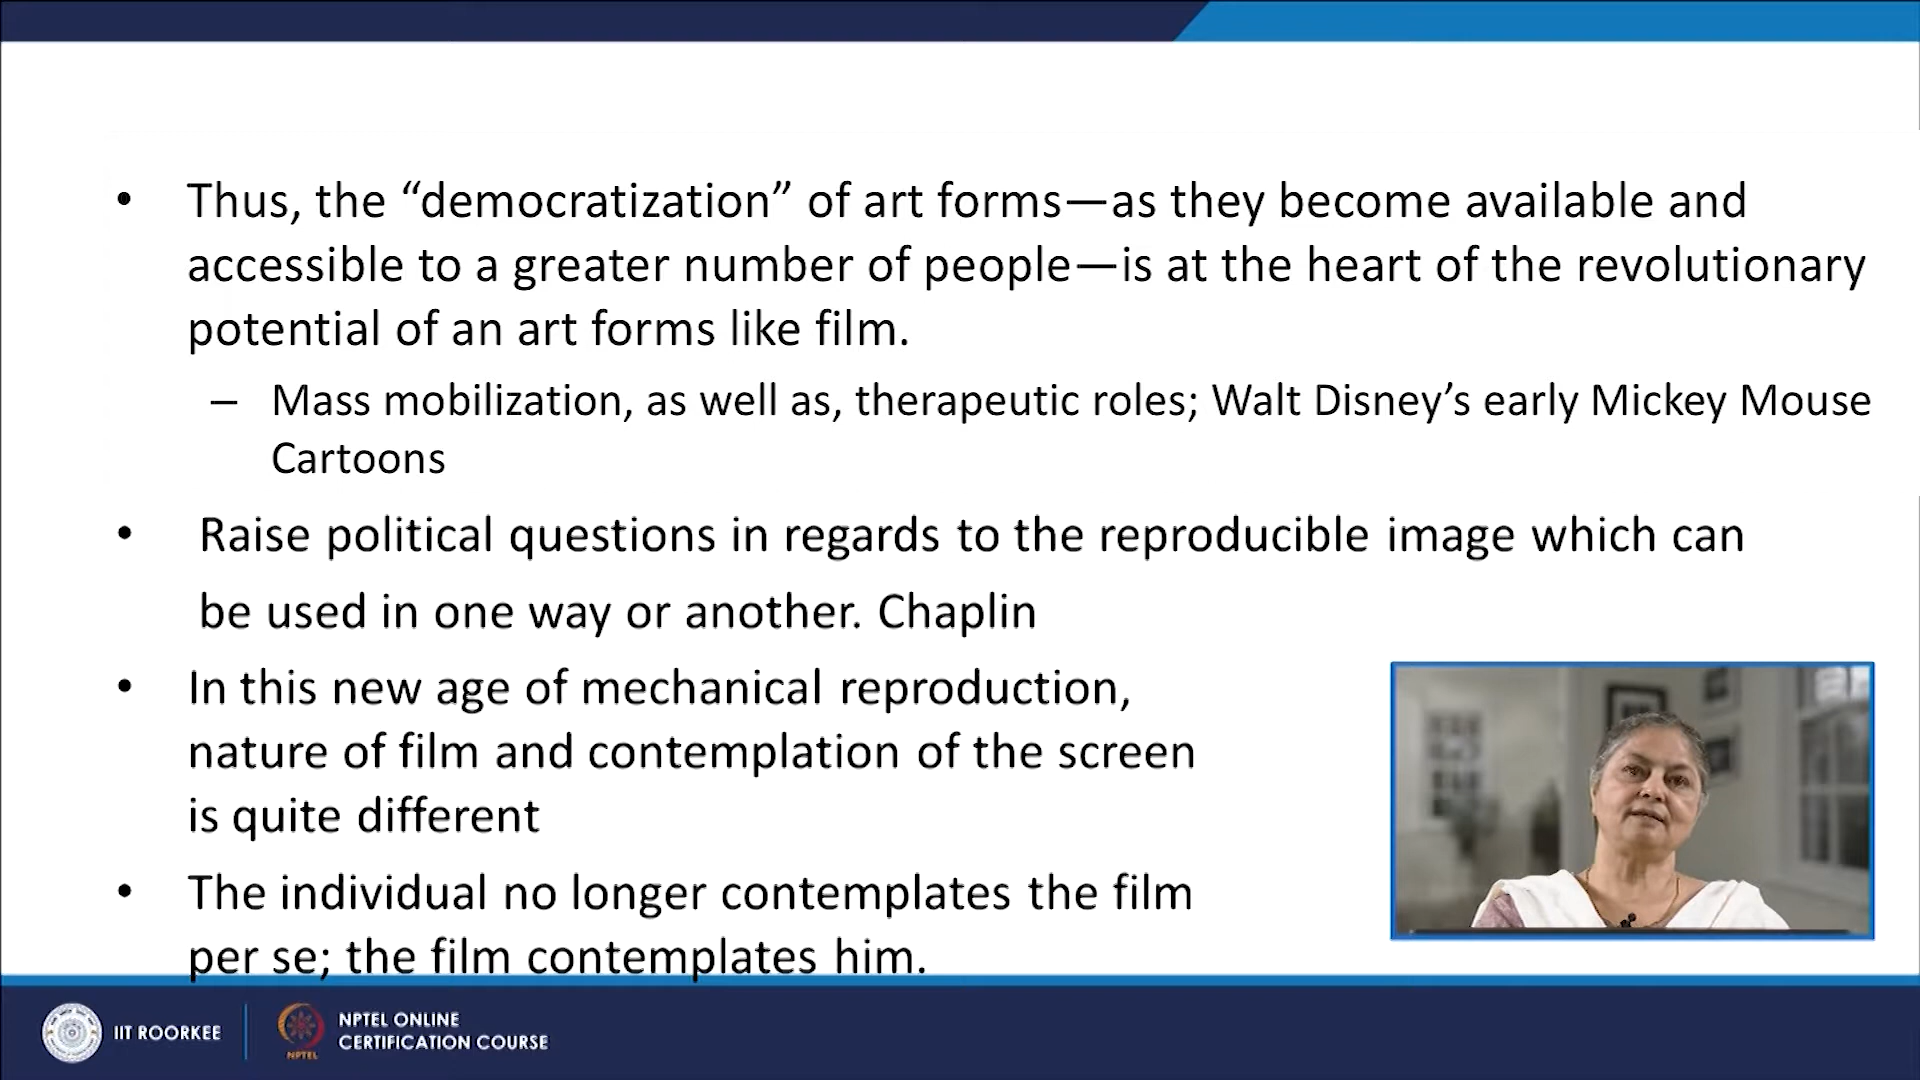 • Thus, the “democratization” of art forms—as they become available and
accessible to a greater number of people—is at the heart of the revolutionary
potential of an art forms like film.
– Mass mobilization, as well as, therapeutic roles; Walt Disney’s early Mickey Mouse
Cartoons
• Raise political questions in regards to the reproducible image which can
be used in one way or another. Chaplin
• In this new age of mechanical reproduction,
nature of film and contemplation of the screen
is quite different
• The individual no longer contemplates the film
per se; the film contemplates him.
IIT ROORKEE
NPTEL
NPTEL ONLINE
CERTIFICATION COURSE